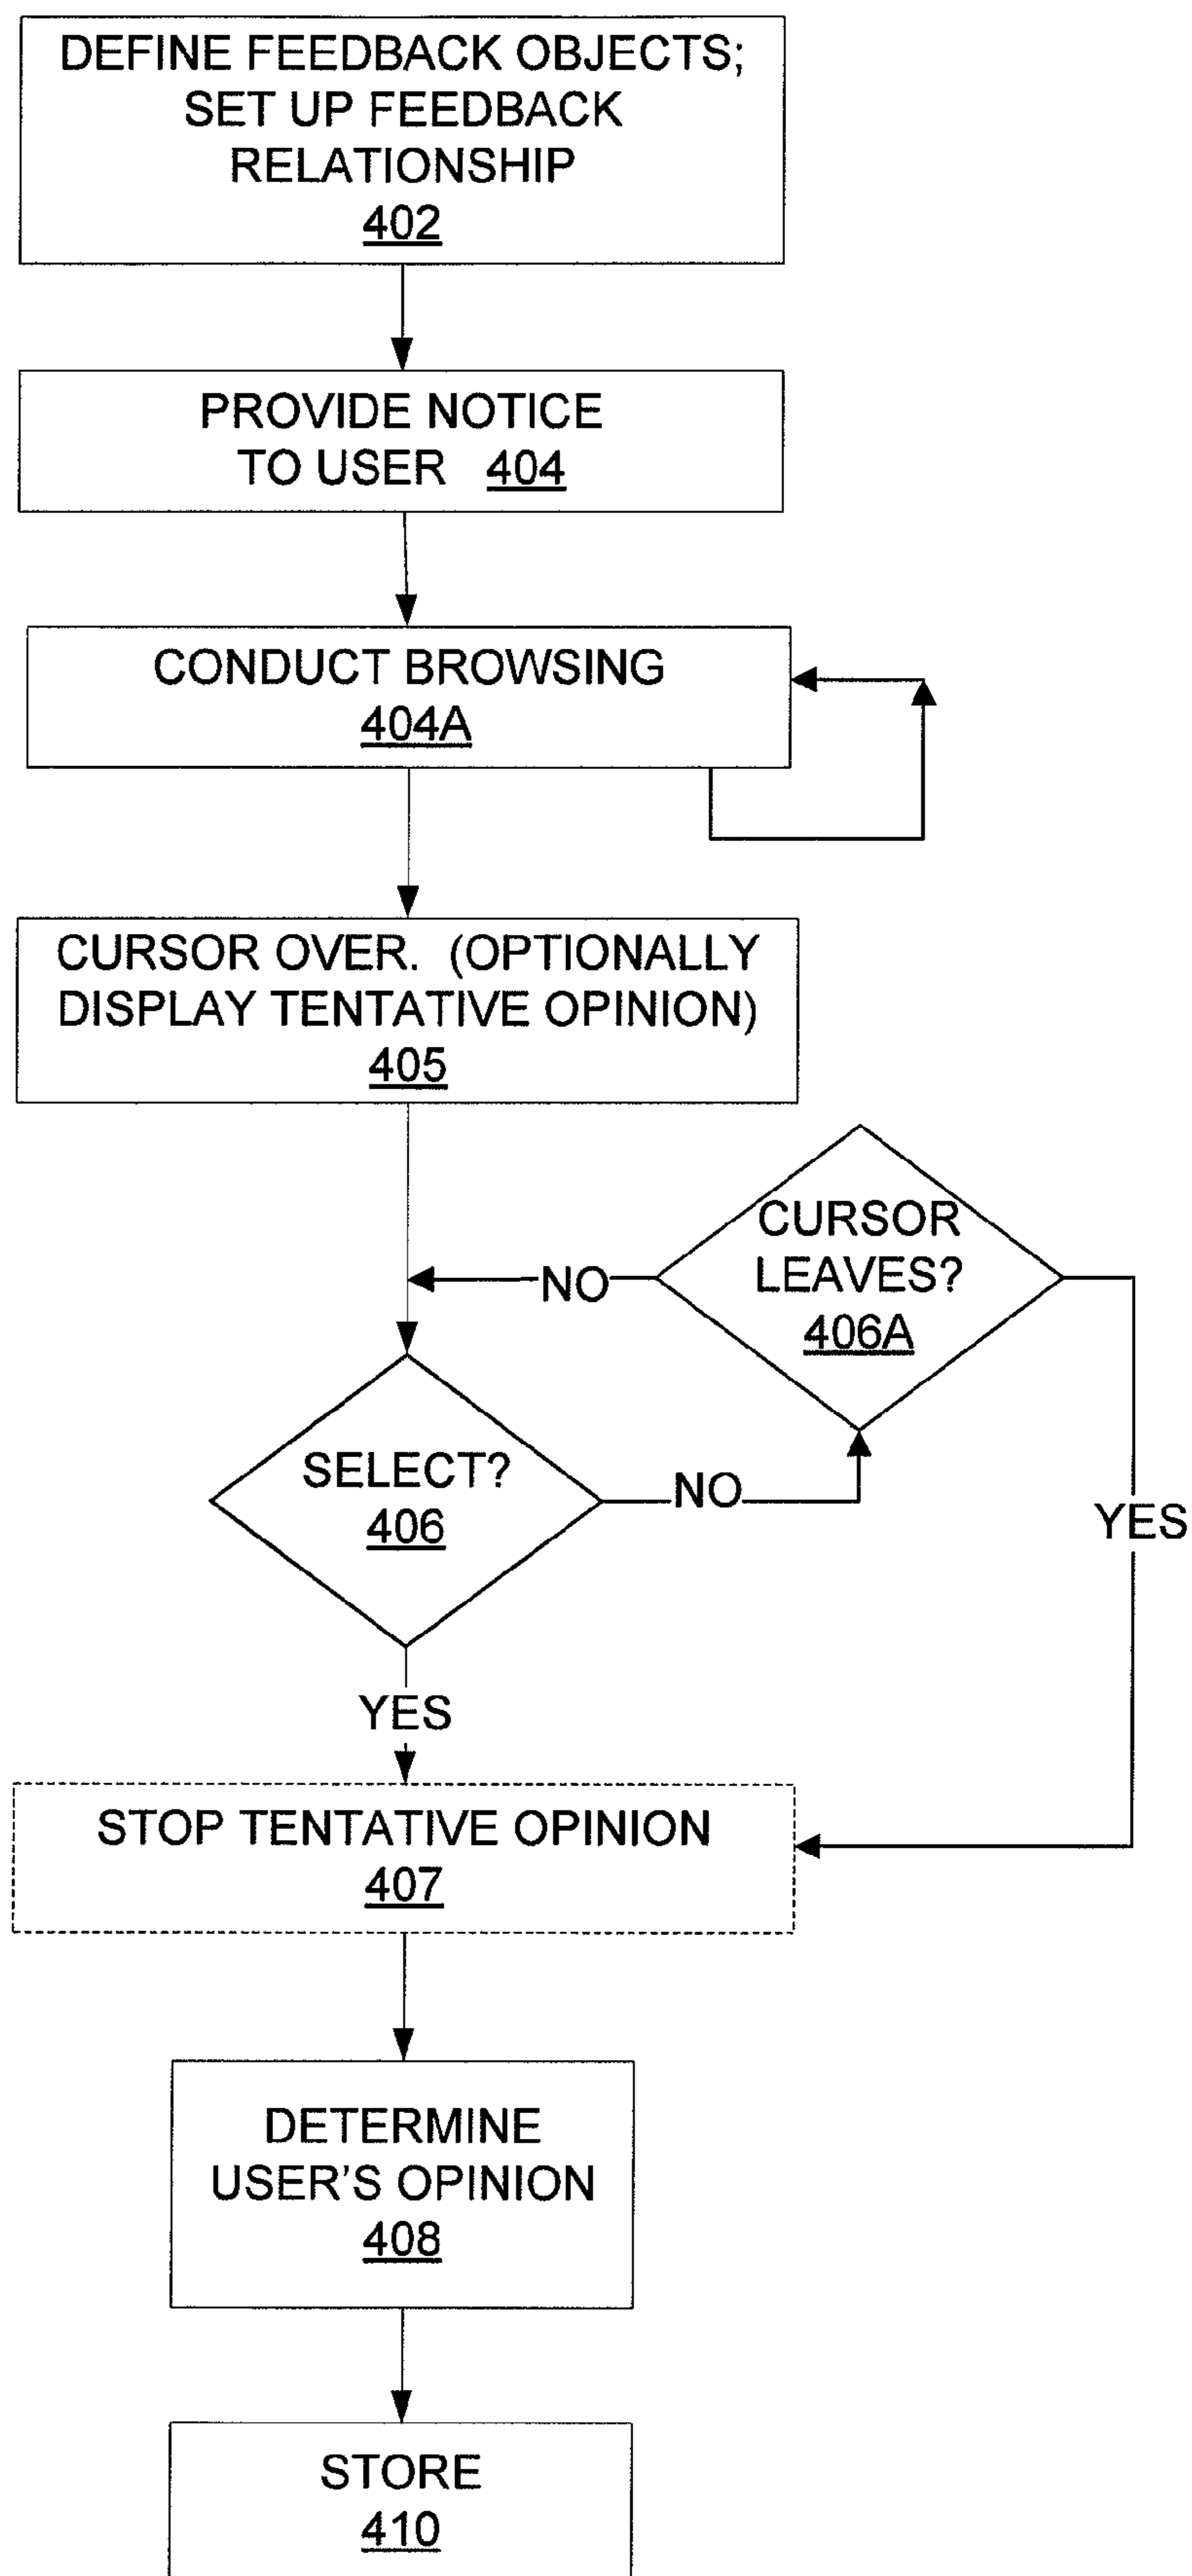 DEFINE FEEDBACK OBJECTS;
SET UP FEEDBACK
RELATIONSHIP
402
PROVIDE NOTICE
TO USER 404
CONDUCT BROWSING
404A
CURSOR OVER. (OPTIONALLY
DISPLAY TENTATIVE OPINION)
405
CURSOR
LEAVES?
406A
NO
SELECT?
406
NO
YES
YES
STOP TENTATIVE OPINION
407
DETERMINE
USER'S OPINION
408
STORE
410